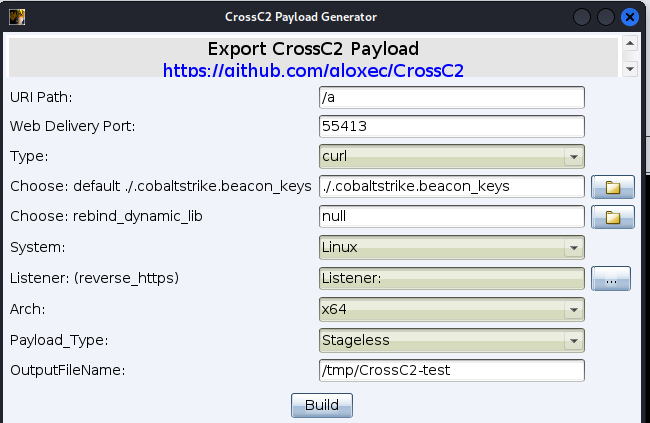 CrossC2 Payload Generator
Export CrossC2 Payload
https://github.com/gloxec/CrossC2
URI Path: /a
Web Delivery Port: 55413
Type: curl
Choose: default ./.cobaltstrike.beacon_keys ./.cobaltstrike.beacon_keys
Choose: rebind_dynamic_lib null
System: Linux
Listener: (reverse_https) Listener: ...
Arch: x64
Payload_Type: Stageless
OutputFileName: /tmp/CrossC2-test
Build